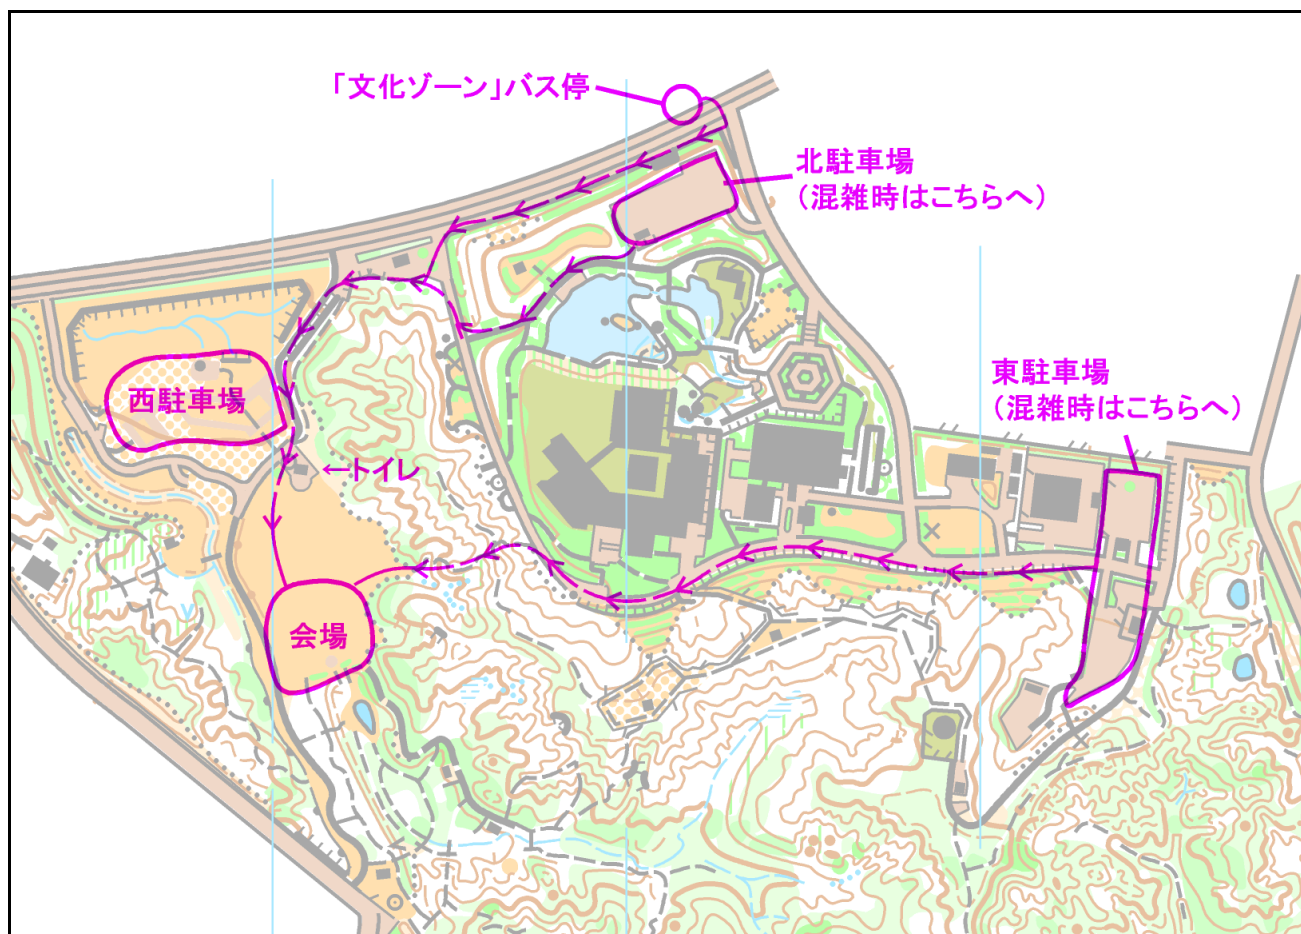 「文化ゾーン」バス停
北駐車場
（混雑時はこちらへ）
東駐車場
（混雑時はこちらへ）
西駐車場
←トイレ
会場